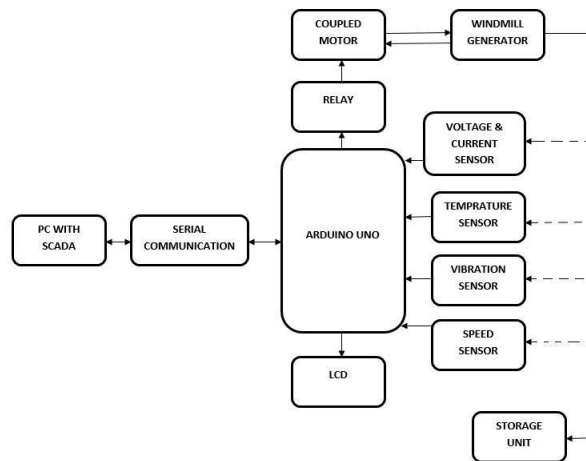 COUPLED
MOTOR
WINDMILL
GENERATOR
RELAY
VOLTAGE &
CURRENT
SENSOR
TEMPRATURE
SENSOR
PC WITH
SCADA
SERIAL
COMMUNICATION
ARDUINO UNO
VIBRATION
SENSOR
SPEED
SENSOR
LCD
STORAGE
UNIT